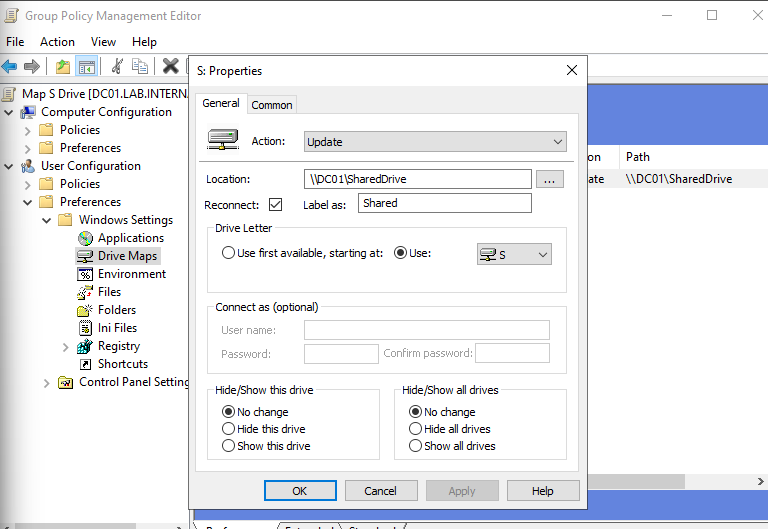 Group Policy Management Editor
File Action View Help
Map S Drive [DC01.LAB.INTERN
Computer Configuration
Policies
Preferences
User Configuration
Policies
Preferences
Windows Settings
Applications
Drive Maps
Environment
Files
Folders
Ini Files
Registry
Shortcuts
Control Panel Setting
S: Properties
General Common
Action: Update
Location: \\DC01\SharedDrive ...
Reconnect: Label as: Shared
Drive Letter
Use first available, starting at: Use: S
Connect as (optional)
User name:
Password: Confirm password:
Hide/Show this drive
No change
Hide this drive
Show this drive
Hide/Show all drives
No change
Hide all drives
Show all drives
OK Cancel Apply Help
on Path
ate \\DC01\SharedDrive